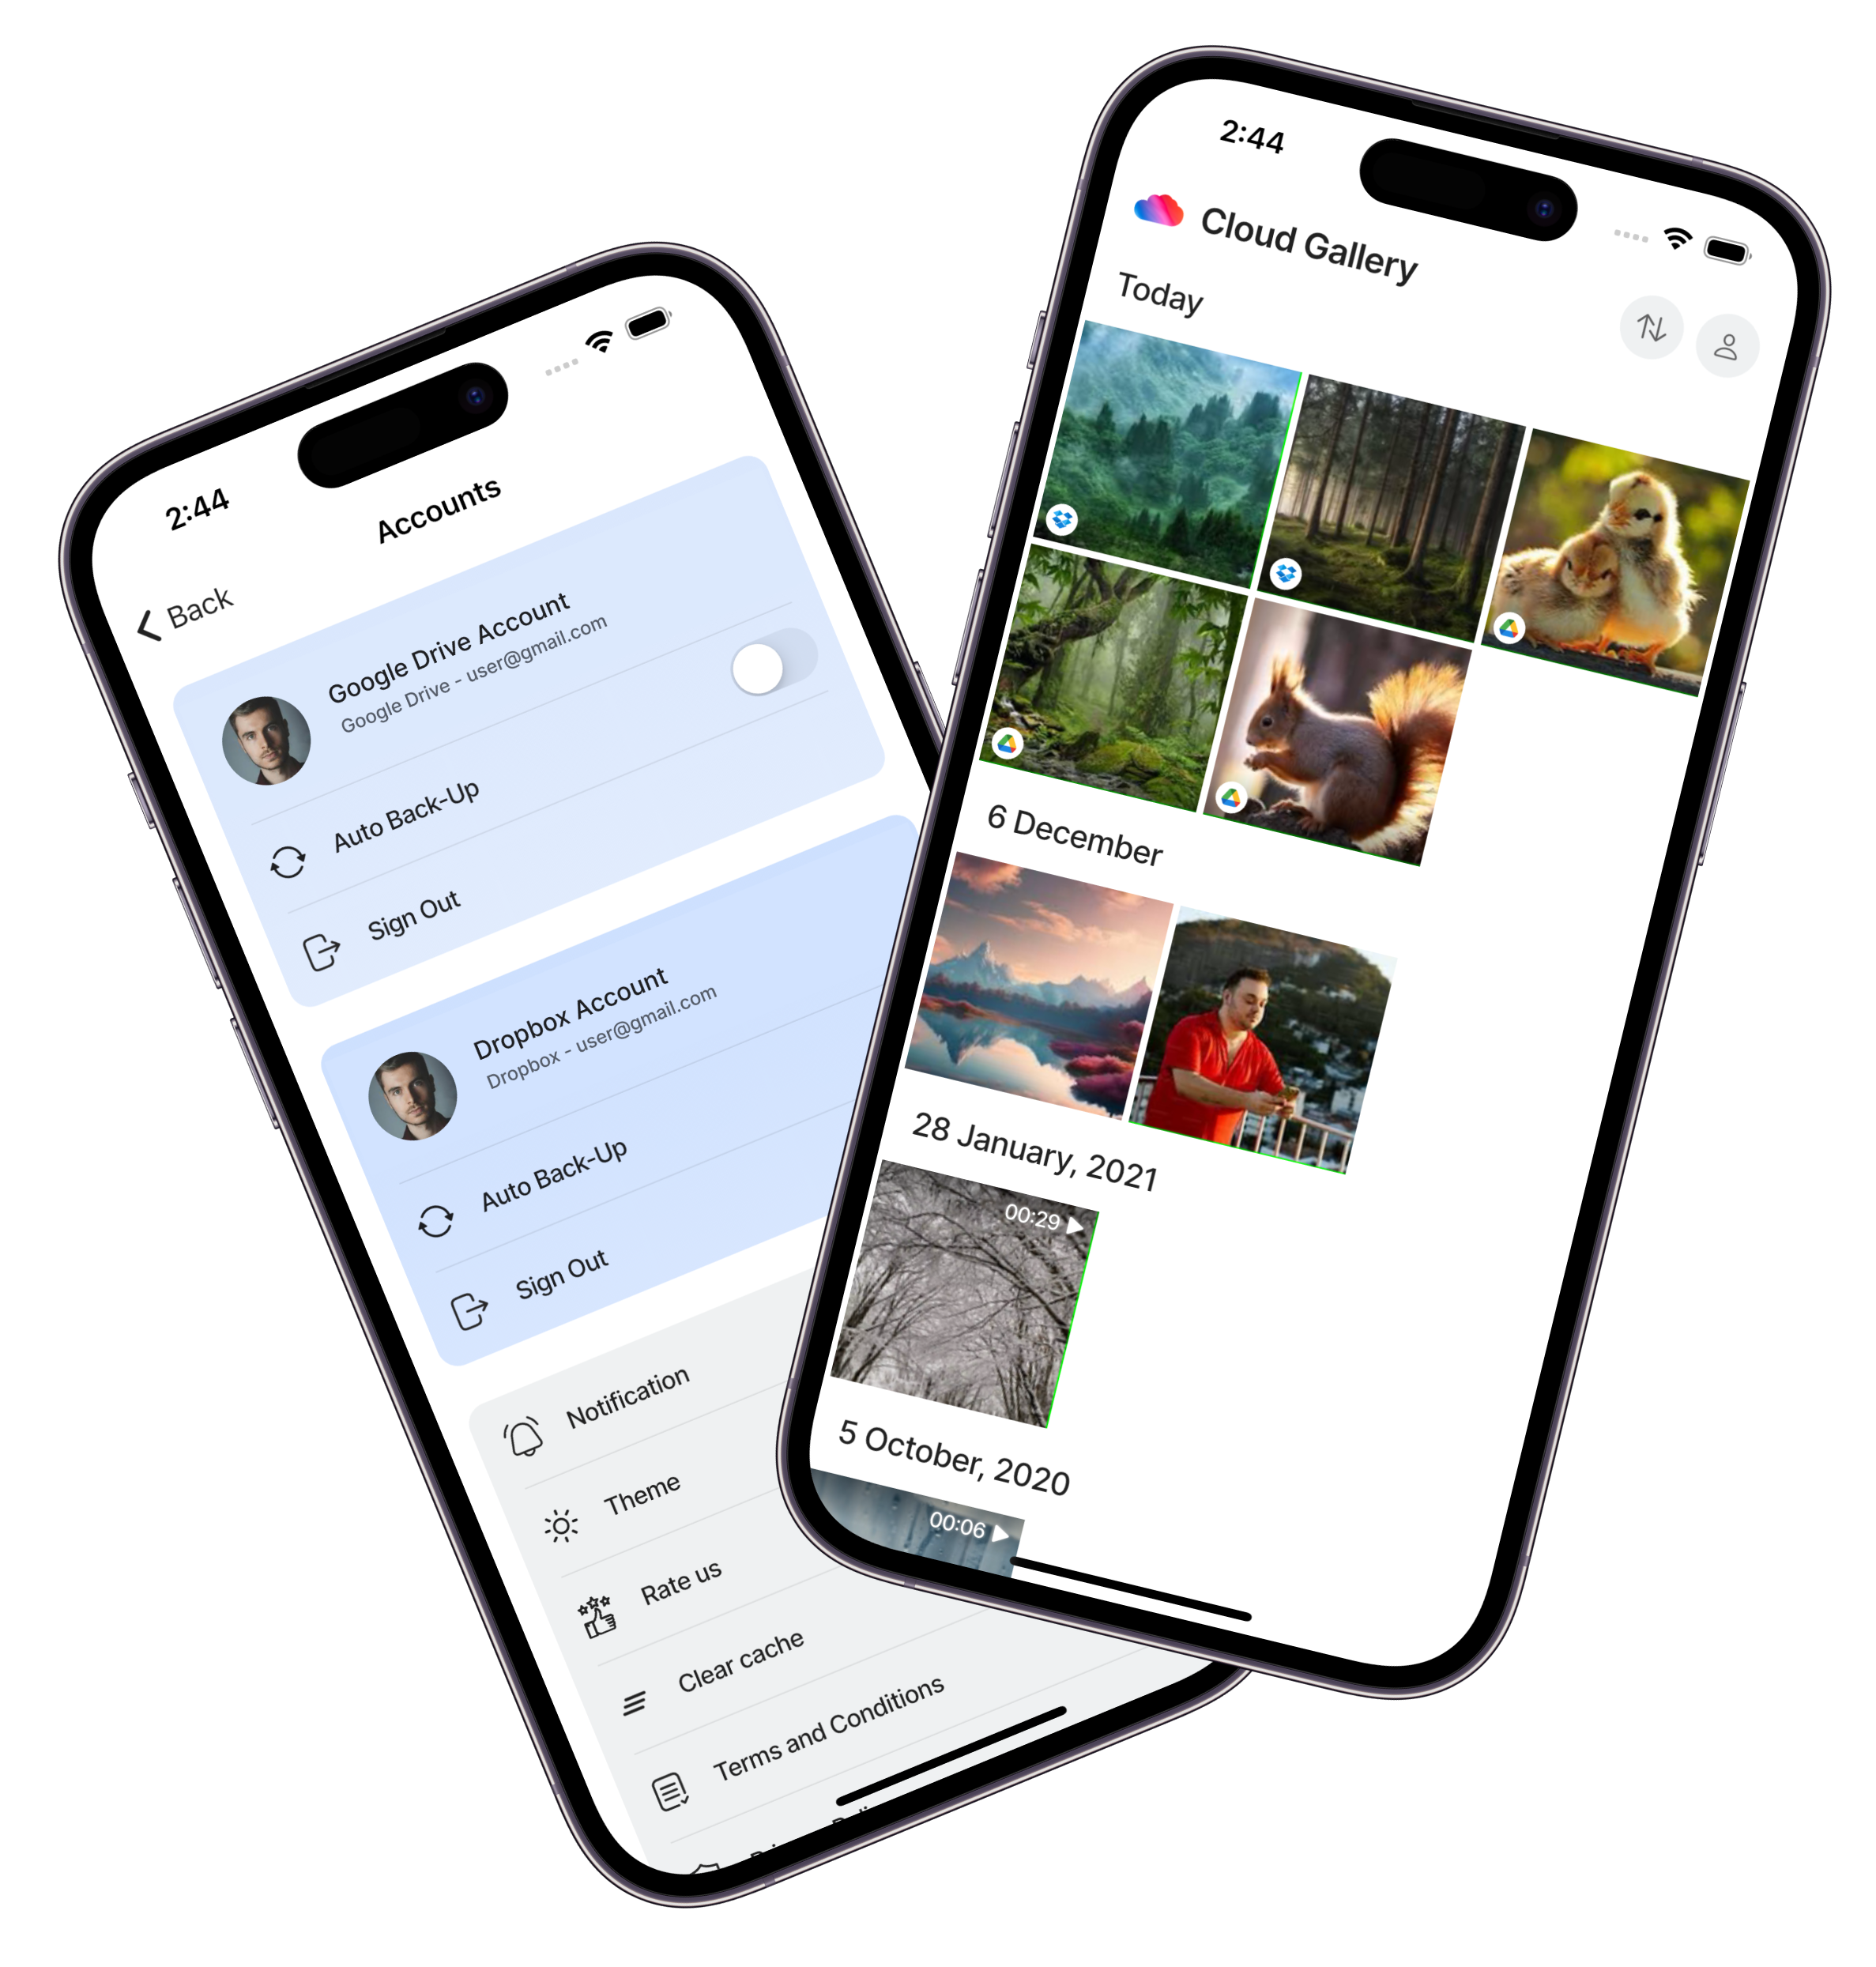 2:44
Accounts
Back
Google Drive Account
Google Drive - user@gmail.com
Auto Back-Up
Sign Out
Dropbox Account
Dropbox - user@gmail.com
Auto Back-Up
Sign Out
Notification
Theme
Rate us
Clear cache
Terms and Conditions
2:44
Cloud Gallery
Today
6 December
28 January, 2021
00:29
5 October, 2020
00:06